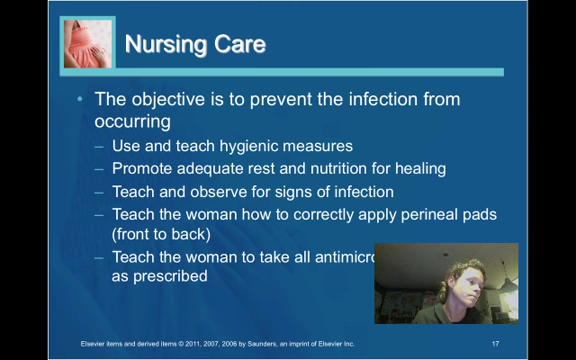 Nursing Care
• The objective is to prevent the infection from
occurring
– Use and teach hygienic measures
– Promote adequate rest and nutrition for healing
– Teach and observe for signs of infection
– Teach the woman how to correctly apply perineal pads
(front to back)
– Teach the woman to take all antimicro
as prescribed
Elsevier items and derived items © 2011, 2007, 2006 by Saunders, an imprint of Elsevier Inc.
17